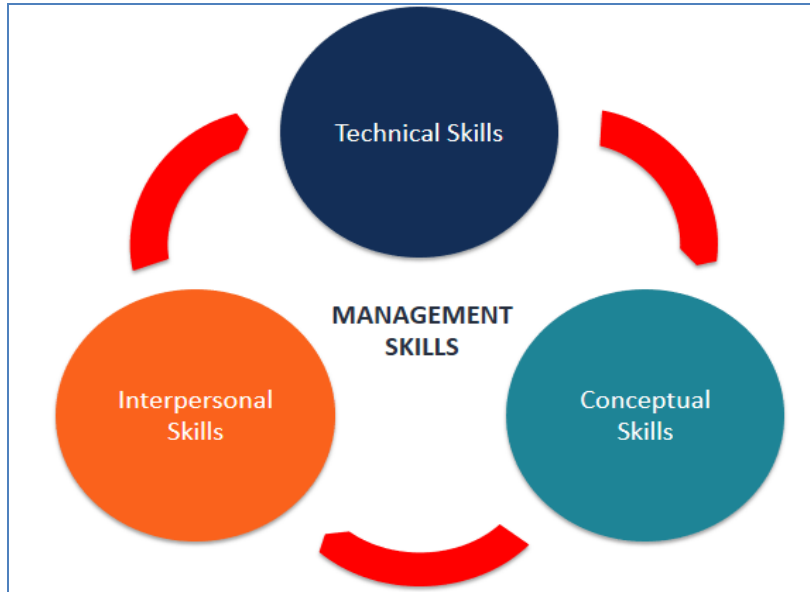 Technical Skills
MANAGEMENT
SKILLS
Interpersonal
Skills
Conceptual
Skills